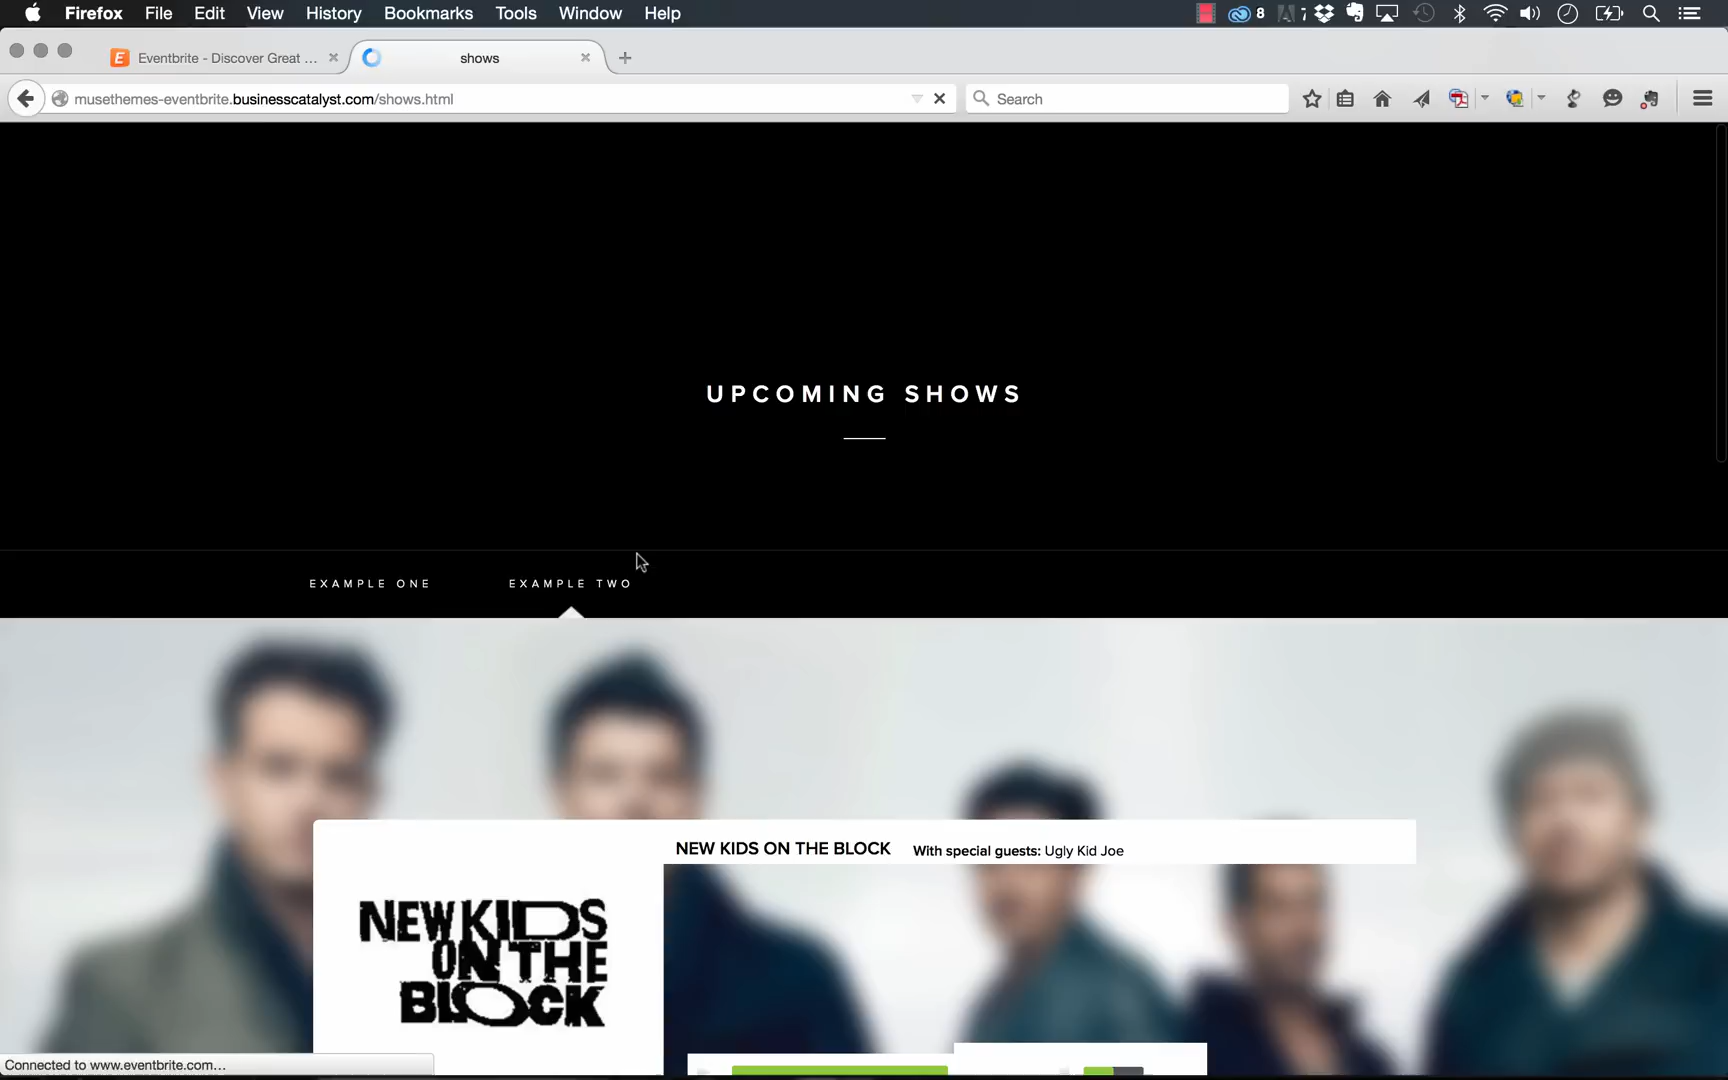 Firefox File Edit View History Bookmarks Tools Window Help 8 7
Eventbrite - Discover Great ... shows
musethemes-eventbrite.businesscatalyst.com/shows.html Search
UPCOMING SHOWS
EXAMPLE ONE EXAMPLE TWO
NEW KIDS ON THE BLOCK With special guests: Ugly Kid Joe
NEW KIDS
ON THE
BLOCK
Connected to www.eventbrite.com...